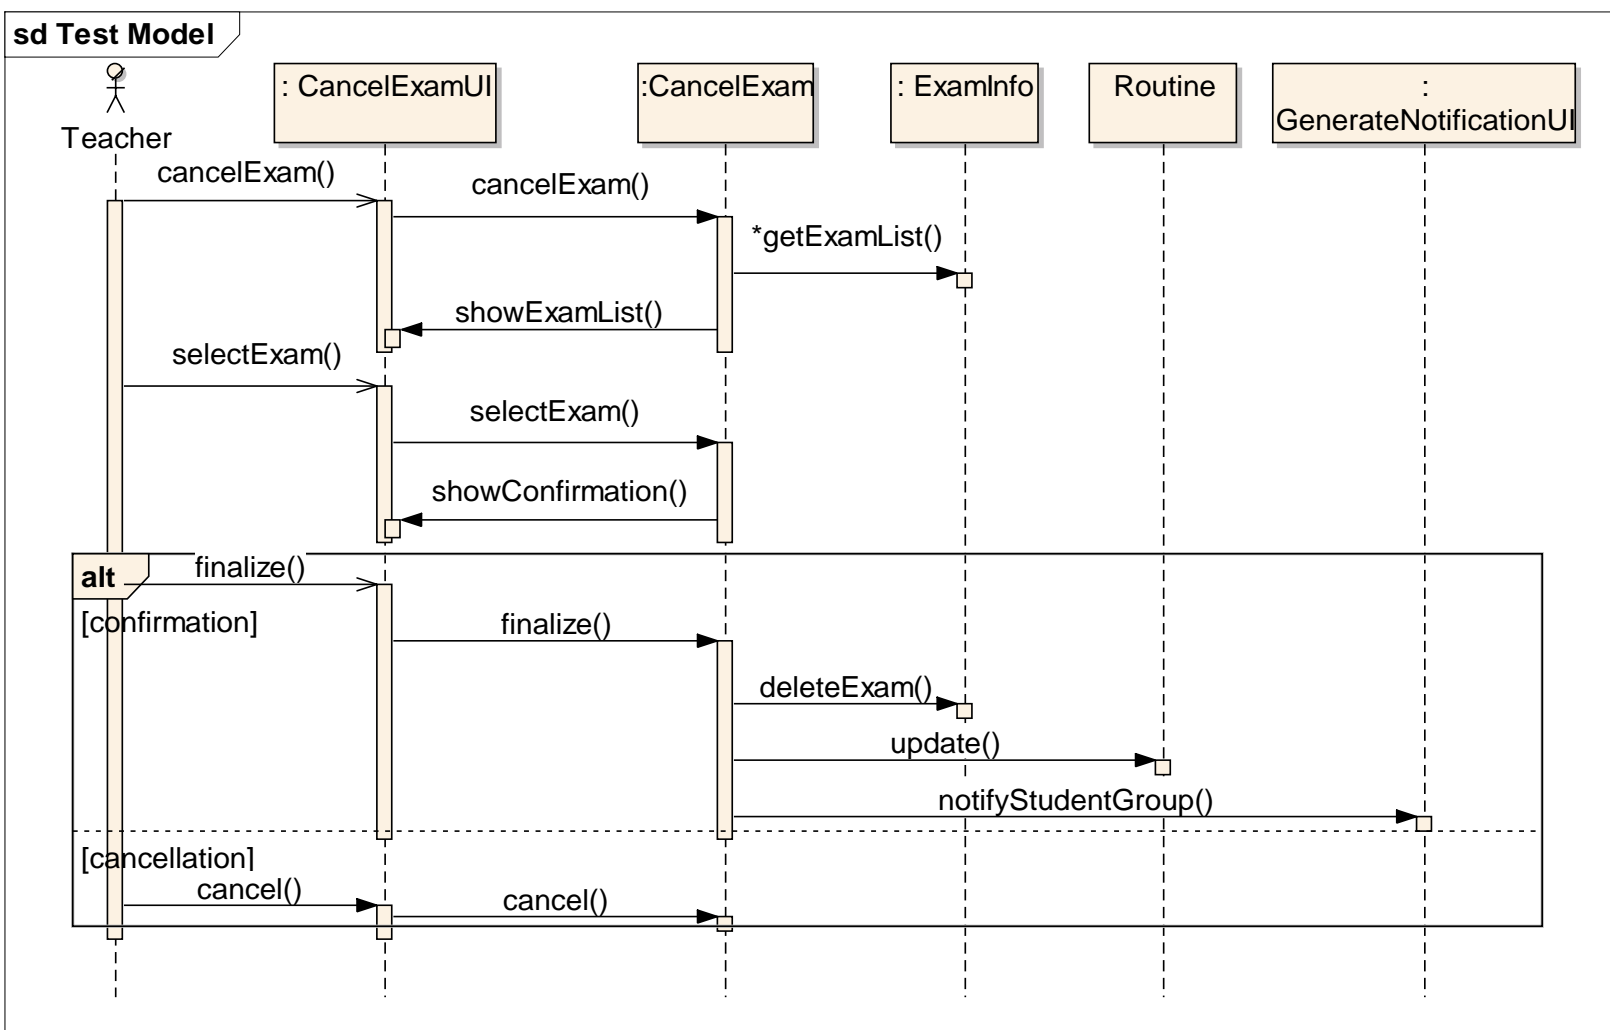 sd Test Model
Teacher
: CancelExamUI
:CancelExam
: ExamInfo
Routine
:
GenerateNotificationUI
cancelExam()
cancelExam()
*getExamList()
showExamList()
selectExam()
selectExam()
showConfirmation()
alt
finalize()
[confirmation]
finalize()
deleteExam()
update()
notifyStudentGroup()
[cancellation]
cancel()
cancel()